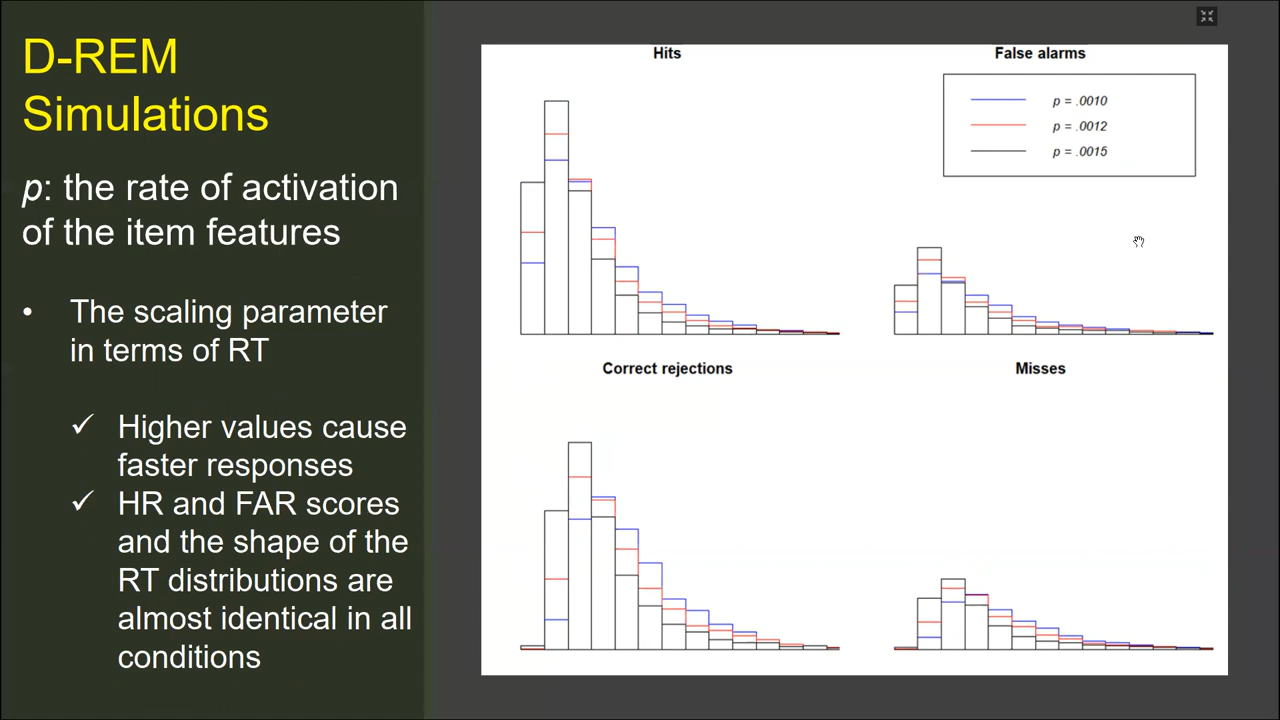 D-REM
Simulations
p: the rate of activation
of the item features
• The scaling parameter
in terms of RT
✓ Higher values cause
faster responses
✓ HR and FAR scores
and the shape of the
RT distributions are
almost identical in all
conditions
Hits
False alarms
p = .0010
p = .0012
p = .0015
Correct rejections
Misses